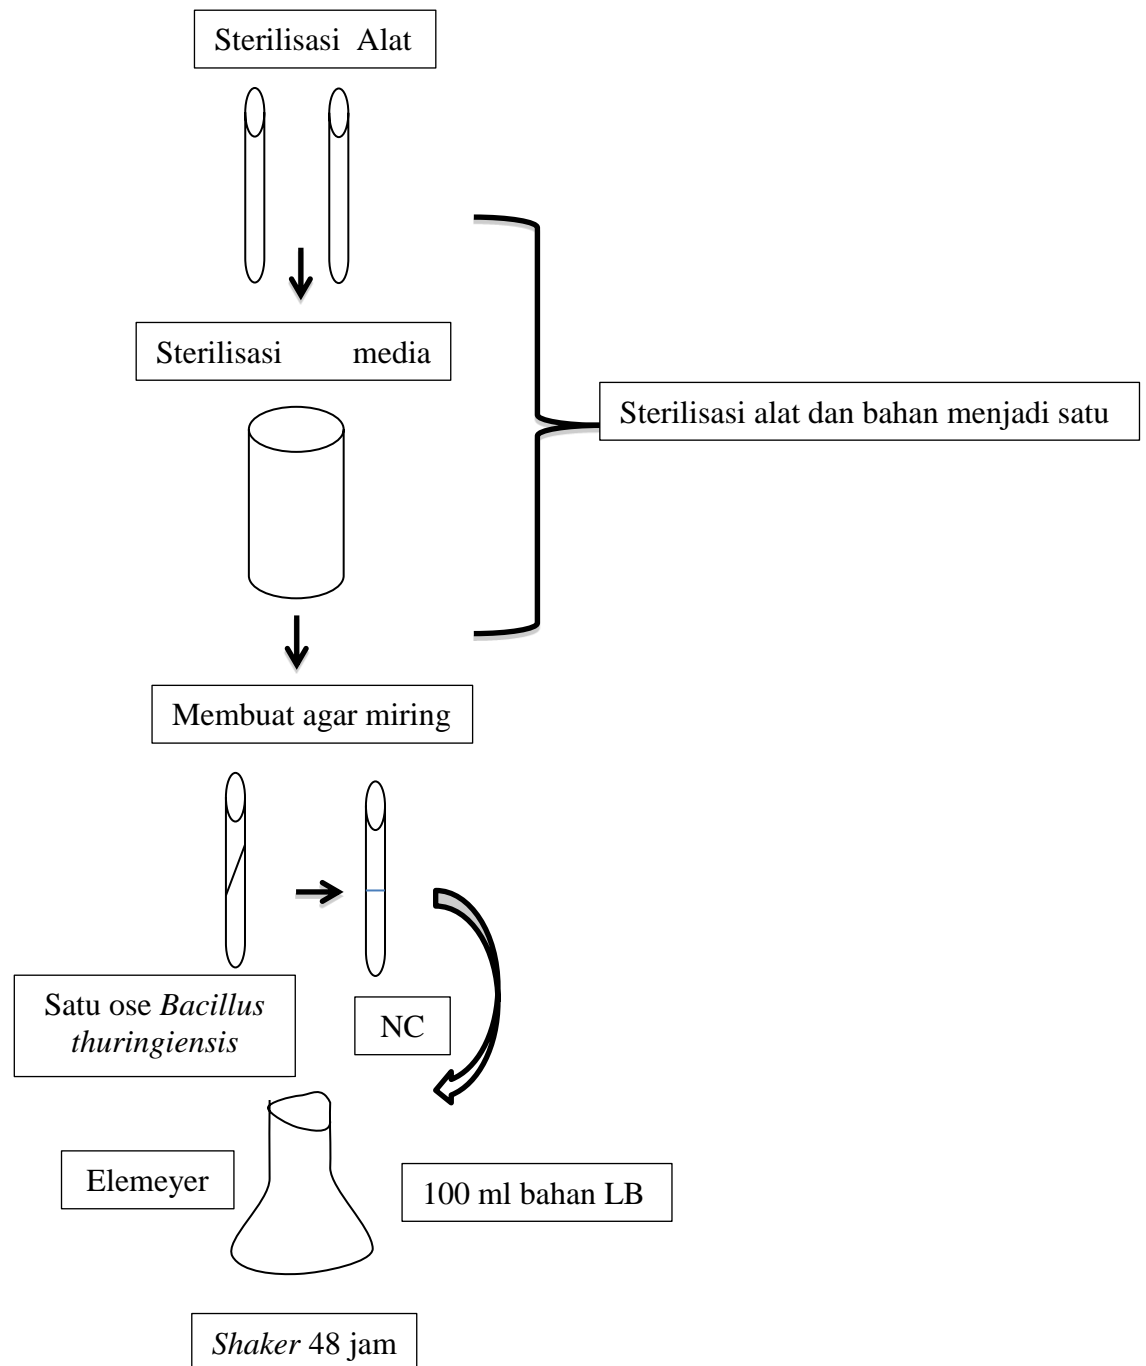 Sterilisasi Alat
Sterilisasi media
Sterilisasi alat dan bahan menjadi satu
Membuat agar miring
Satu ose Bacillus
thuringiensis
NC
Elemeyer
100 ml bahan LB
Shaker 48 jam